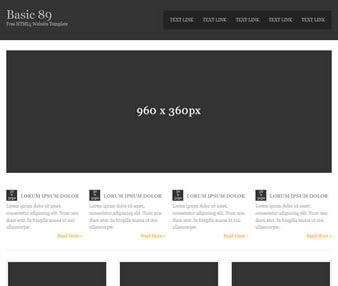 Basic 89
Free HTML5 Website Template
TEXT LINK TEXT LINK TEXT LINK TEXT LINK TEXT LINK
960 x 360px
LOREM IPSUM DOLOR
Lorem ipsum dolor sit amet,
consectetur adipiscing elit. Nunc non
diam erat. In fringilla massa ut nisi
ullamcorper.
Read More »
LOREM IPSUM DOLOR
Lorem ipsum dolor sit amet,
consectetur adipiscing elit. Nunc non
diam erat. In fringilla massa ut nisi
ullamcorper.
Read More »
LOREM IPSUM DOLOR
Lorem ipsum dolor sit amet,
consectetur adipiscing elit. Nunc non
diam erat. In fringilla massa ut nisi
ullamcorper.
Read More »
LOREM IPSUM DOLOR
Lorem ipsum dolor sit amet,
consectetur adipiscing elit. Nunc non
diam erat. In fringilla massa ut nisi
ullamcorper.
Read More »